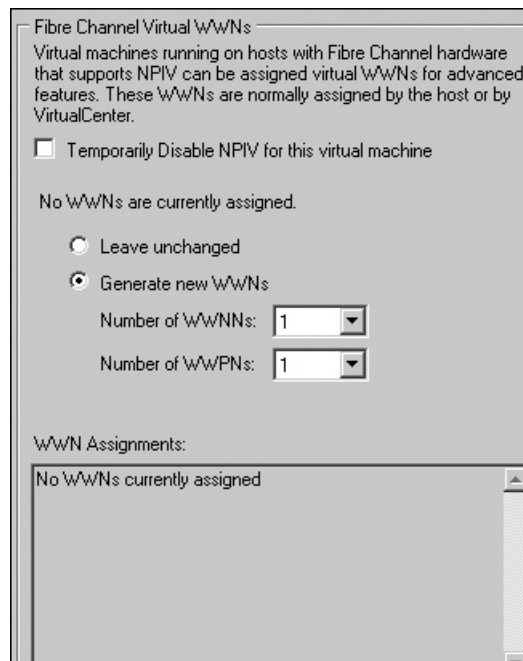 Fibre Channel Virtual WWNs
Virtual machines running on hosts with Fibre Channel hardware
that supports NPIV can be assigned virtual WWNs for advanced
features. These WWNs are normally assigned by the host or by
VirtualCenter.
Temporarily Disable NPIV for this virtual machine
No WWNs are currently assigned.
Leave unchanged
Generate new WWNs
Number of WWNNs: 1
Number of WWPNs: 1
WWN Assignments:
No WWNs currently assigned